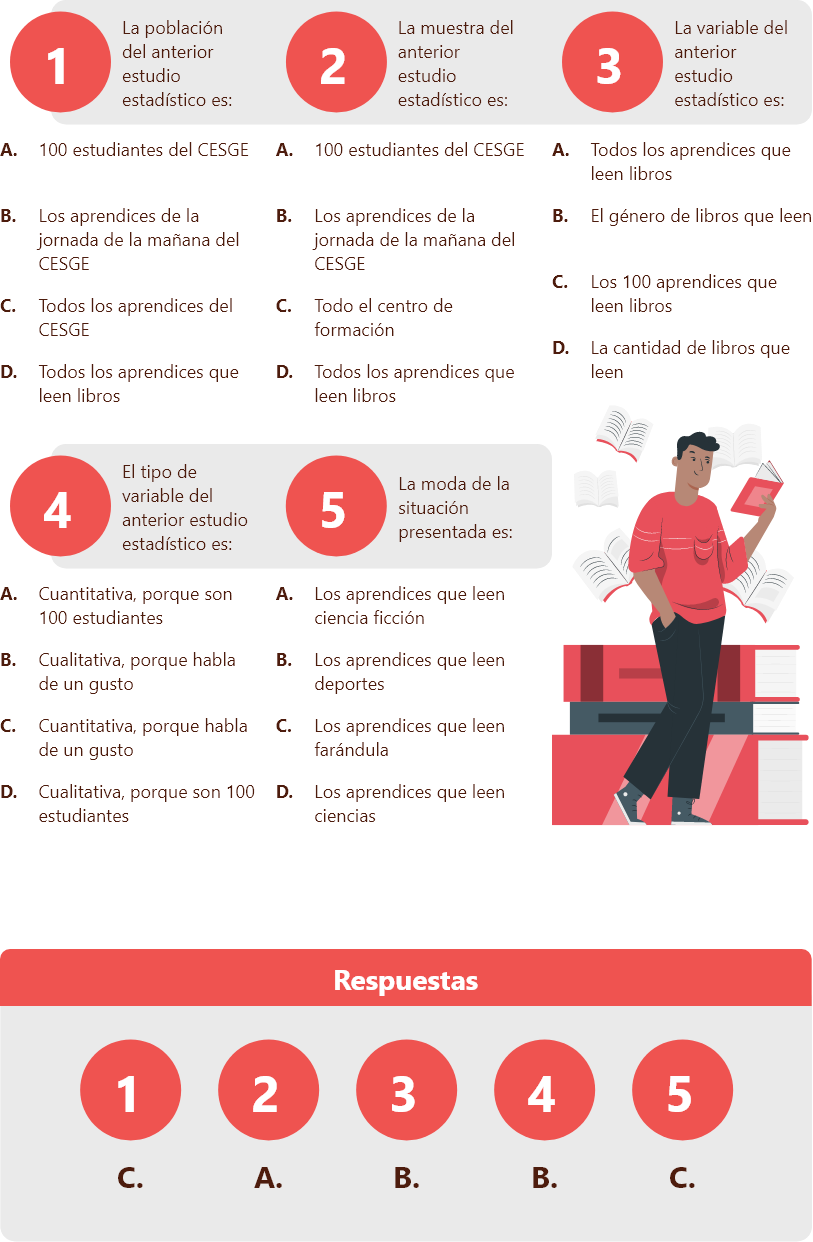 1
La población
del anterior
estudio
estadístico es:
A. 100 estudiantes del CESGE
B. Los aprendices de la
jornada de la mañana del
CESGE
C. Todos los aprendices del
CESGE
D. Todos los aprendices que
leen libros
2
La muestra del
anterior
estudio
estadístico es:
A. 100 estudiantes del CESGE
B. Los aprendices de la
jornada de la mañana del
CESGE
C. Todo el centro de
formación
D. Todos los aprendices que
leen libros
3
La variable del
anterior
estudio
estadístico es:
A. Todos los aprendices que
leen libros
B. El género de libros que leen
C. Los 100 aprendices que
leen libros
D. La cantidad de libros que
leen
4
El tipo de
variable del
anterior estudio
estadístico es:
A. Cuantitativa, porque son
100 estudiantes
B. Cualitativa, porque habla
de un gusto
C. Cuantitativa, porque habla
de un gusto
D. Cualitativa, porque son 100
estudiantes
5
La moda de la
situación
presentada es:
A. Los aprendices que leen
ciencia ficción
B. Los aprendices que leen
deportes
C. Los aprendices que leen
farándula
D. Los aprendices que leen
ciencias
Respuestas
1 2 3 4 5
C. A. B. B. C.